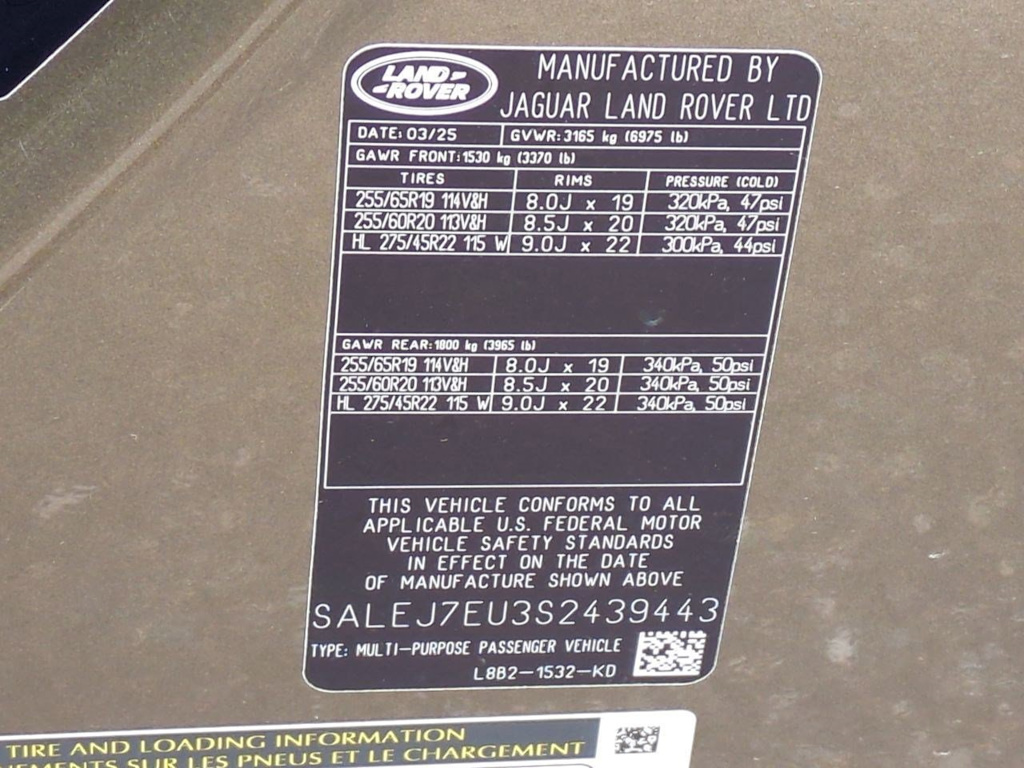 LAND ROVER
MANUFACTURED BY
JAGUAR LAND ROVER LTD
DATE: 03/25 GVWR: 3165 kg (6975 lb)
GAWR FRONT: 1530 kg (3370 lb)
TIRES RIMS PRESSURE (COLD)
255/65R19 114V&H 8.0J x 19 320kPa, 47psi
255/60R20 113V&H 8.5J x 20 320kPa, 47psi
HL 275/45R22 115 W 9.0J x 22 300kPa, 44psi
GAWR REAR: 1800 kg (3965 lb)
255/65R19 114V&H 8.0J x 19 340kPa, 50psi
255/60R20 113V&H 8.5J x 20 340kPa, 50psi
HL 275/45R22 115 W 9.0J x 22 340kPa, 50psi
THIS VEHICLE CONFORMS TO ALL
APPLICABLE U.S. FEDERAL MOTOR
VEHICLE SAFETY STANDARDS
IN EFFECT ON THE DATE
OF MANUFACTURE SHOWN ABOVE
SALEJ7EU3S2439443
TYPE: MULTI-PURPOSE PASSENGER VEHICLE
L8B2-1532-KD
TIRE AND LOADING INFORMATION
SUR LES PNEUS ET LE CHARGEMENT